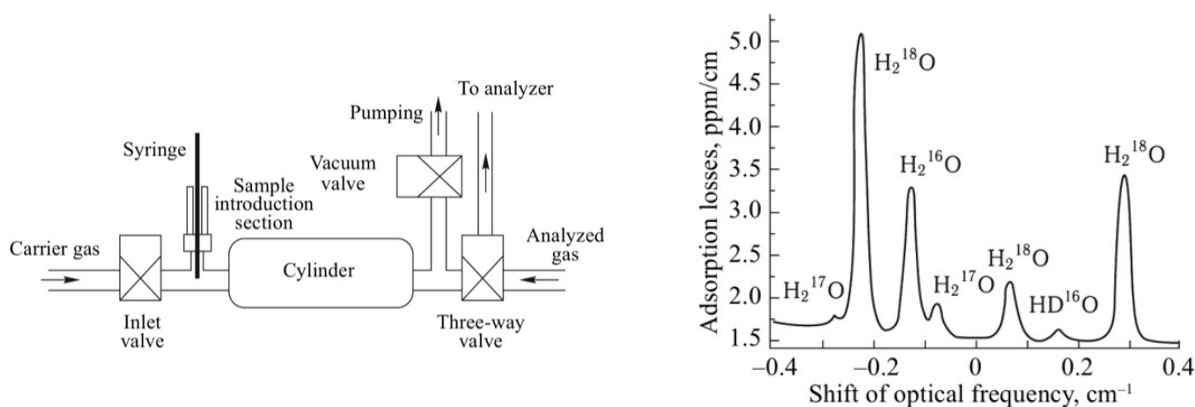 To analyzer
Pumping
Syringe
Vacuum
valve
Sample
introduction
section
Carrier gas
Analyzed
gas
Cylinder
Inlet
valve
Three-way
valve
Adsorption losses, ppm/cm
5.0
4.5
4.0
3.5
3.0
2.5
2.0
1.5
H₂¹⁸O
H₂¹⁶O
H₂¹⁸O
H₂¹⁸O
H₂¹⁷O
H₂¹⁷O
HD¹⁶O
−0.4
−0.2
0
0.2
0.4
Shift of optical frequency, cm⁻¹